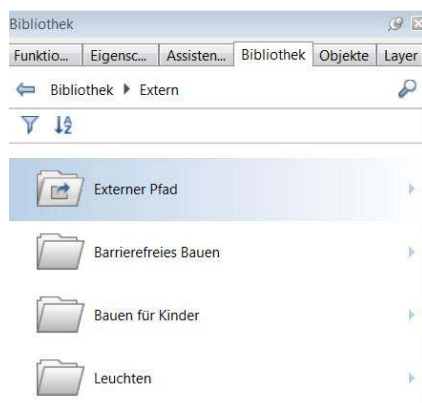 Bibliothek
Funktio... Eigensc... Assisten... Bibliothek Objekte Layer
Bibliothek Extern
Externer Pfad
Barrierefreies Bauen
Bauen für Kinder
Leuchten